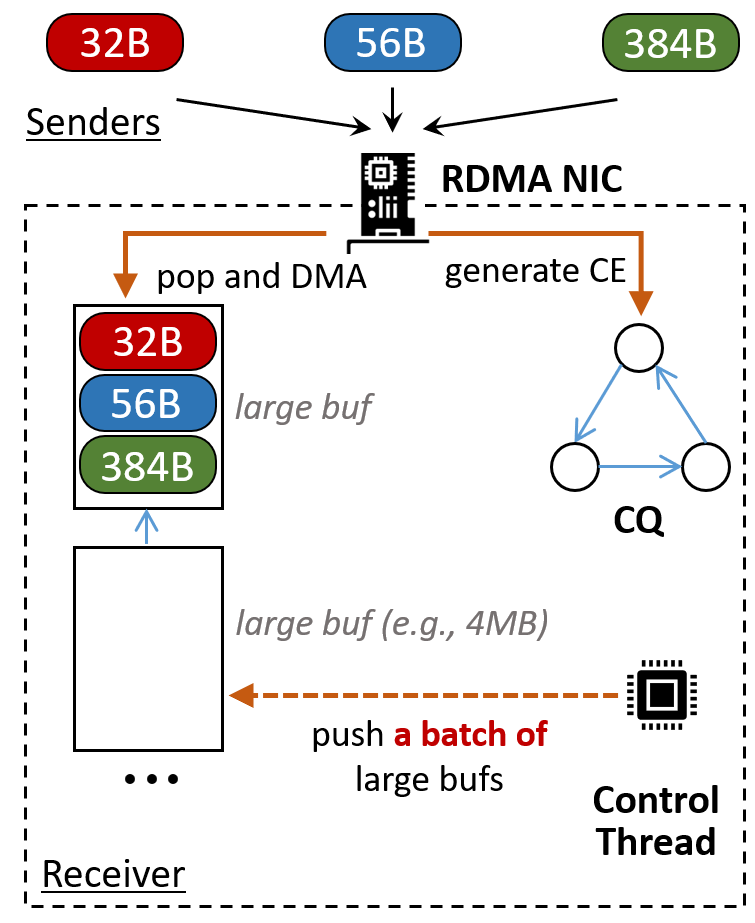 32B
56B
384B
Senders
RDMA NIC
pop and DMA
generate CE
32B
56B
384B
large buf
CQ
large buf (e.g., 4MB)
push a batch of
large bufs
Control
Thread
Receiver